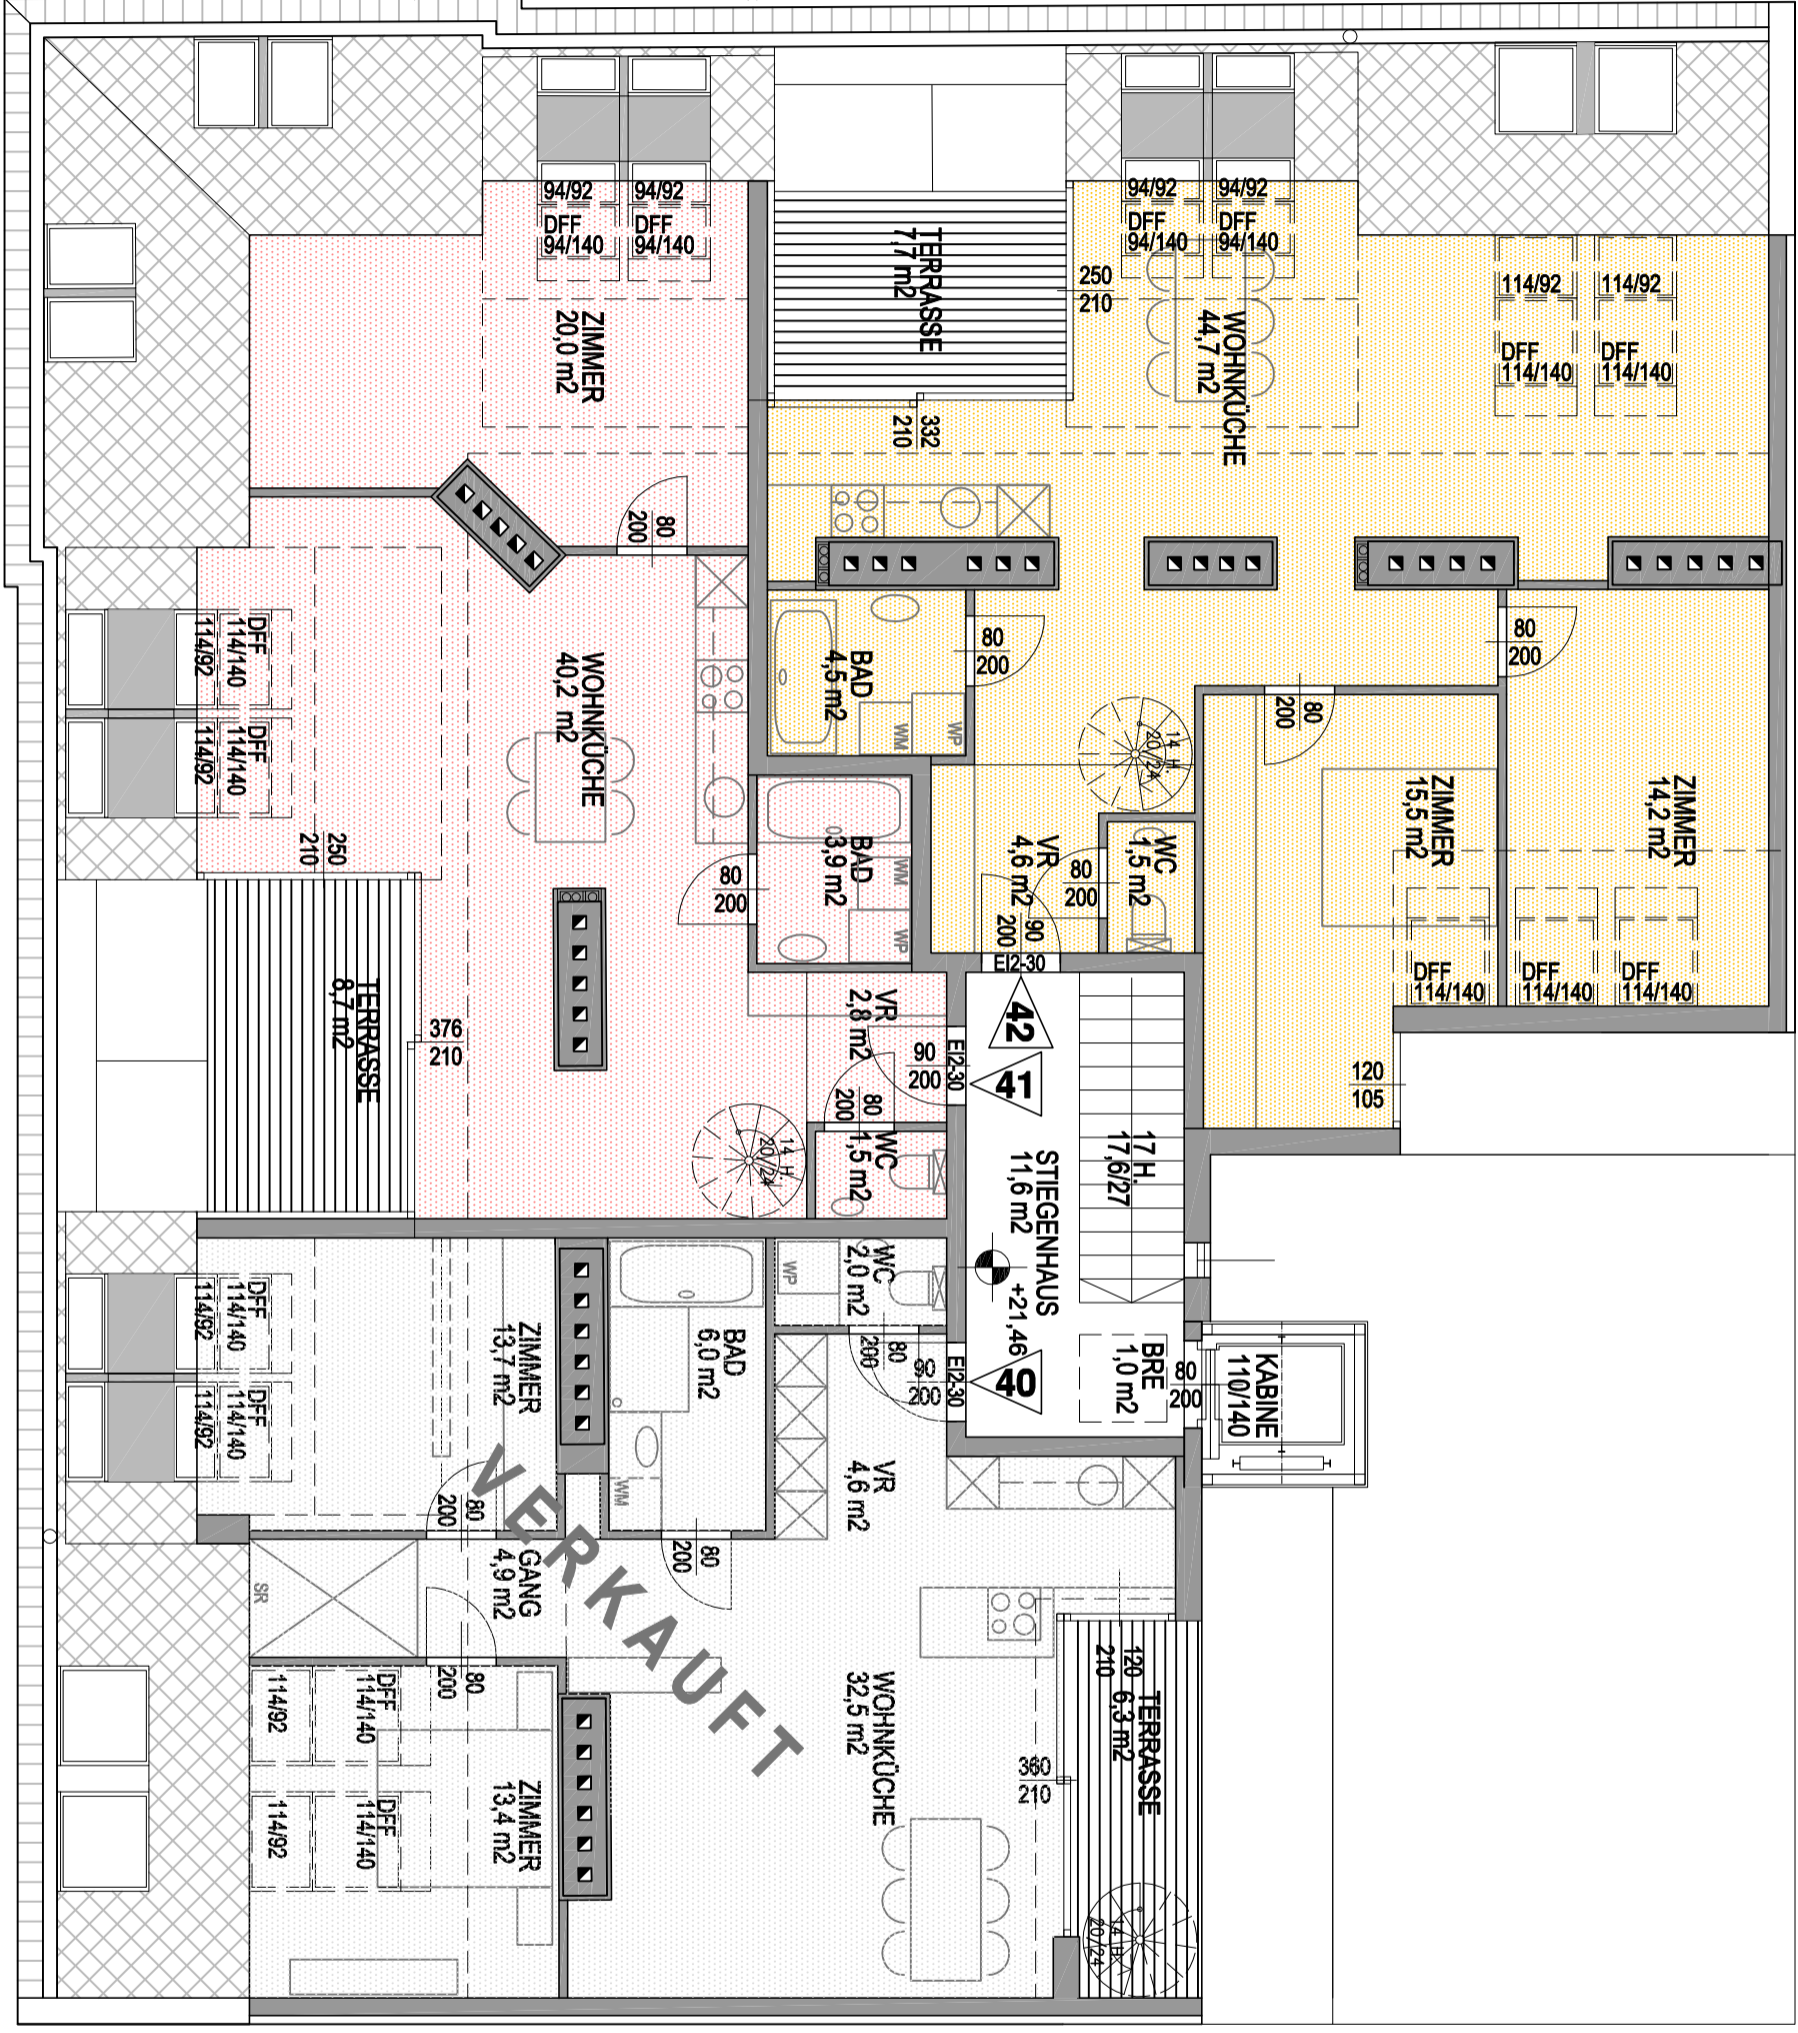 94/92
94/92
DFF
94/140
DFF
94/140
ZIMMER
20,0 m2
TERRASSE
7,7 m2
94/92
94/92
DFF
94/140
DFF
94/140
250
210
WOHNKÜCHE
44,7 m2
114/92
114/92
DFF
114/140
DFF
114/140
332
210
80
200
80
200
80
200
BAD
4,5 m2
WM
WP
14 H.
20/24
80
200
ZIMMER
15,5 m2
ZIMMER
14,2 m2
DFF
114/140
DFF
114/140
DFF
114/140
120
105
WC
1,5 m2
80
200
VR
4,6 m2
90
200
EI2-30
42
DFF
114/140
114/92
DFF
114/140
114/92
WOHNKÜCHE
40,2 m2
250
210
80
200
BAD
3,9 m2
WM
WP
TERRASSE
8,7 m2
376
210
VR
2,8 m2
90
200
EI2-30
41
80
200
WC
1,5 m2
14 H.
20/24
17 H.
17,6/27
STIEGENHAUS
11,6 m2
+21,46
BRE
1,0 m2
80
200
KABINE
110/140
DFF
114/140
114/92
DFF
114/140
114/92
ZIMMER
13,7 m2
BAD
6,0 m2
WM
WP
WC
2,0 m2
80
200
90
200
EI2-30
40
VR
4,6 m2
80
200
80
200
GANG
4,9 m2
SR
80
200
VERKAUFT
DFF
114/140
114/92
DFF
114/140
114/92
ZIMMER
13,4 m2
WOHNKÜCHE
32,5 m2
120
210
TERRASSE
6,3 m2
360
210
14 H.
20/24